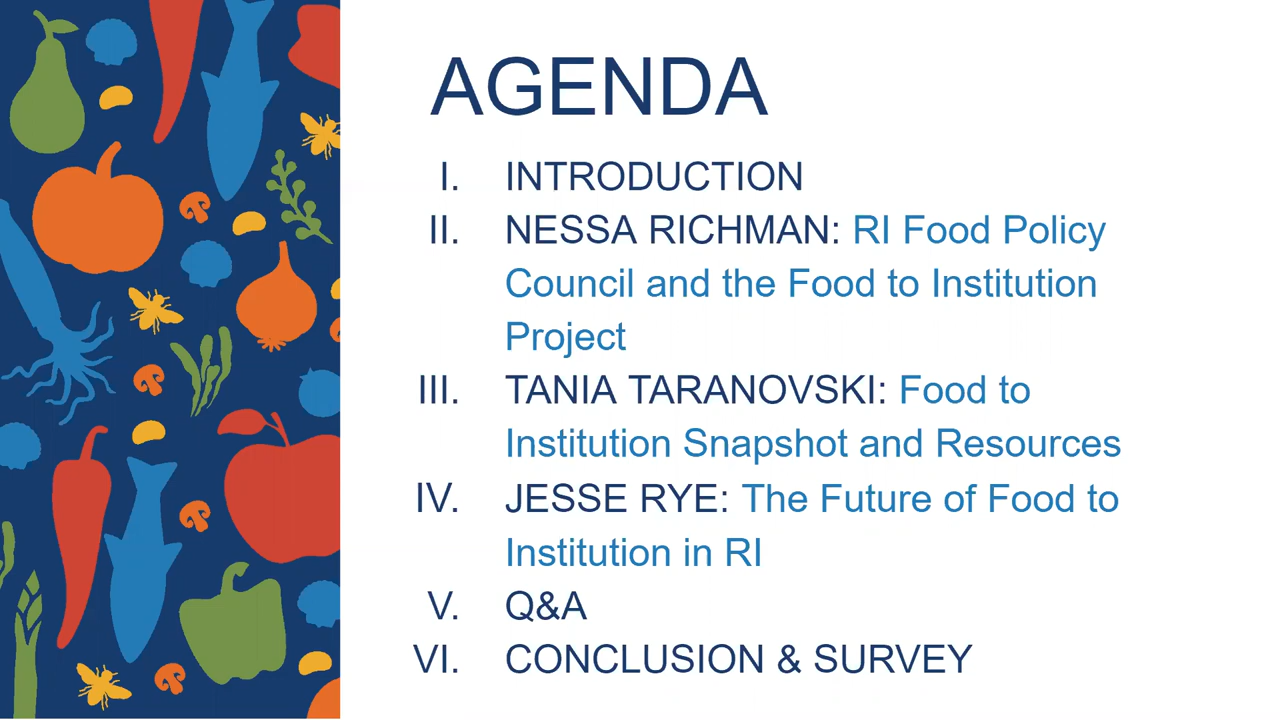 AGENDA
I. INTRODUCTION
II. NESSA RICHMAN: RI Food Policy
Council and the Food to Institution
Project
III. TANIA TARANOVSKI: Food to
Institution Snapshot and Resources
IV. JESSE RYE: The Future of Food to
Institution in RI
V. Q&A
VI. CONCLUSION & SURVEY